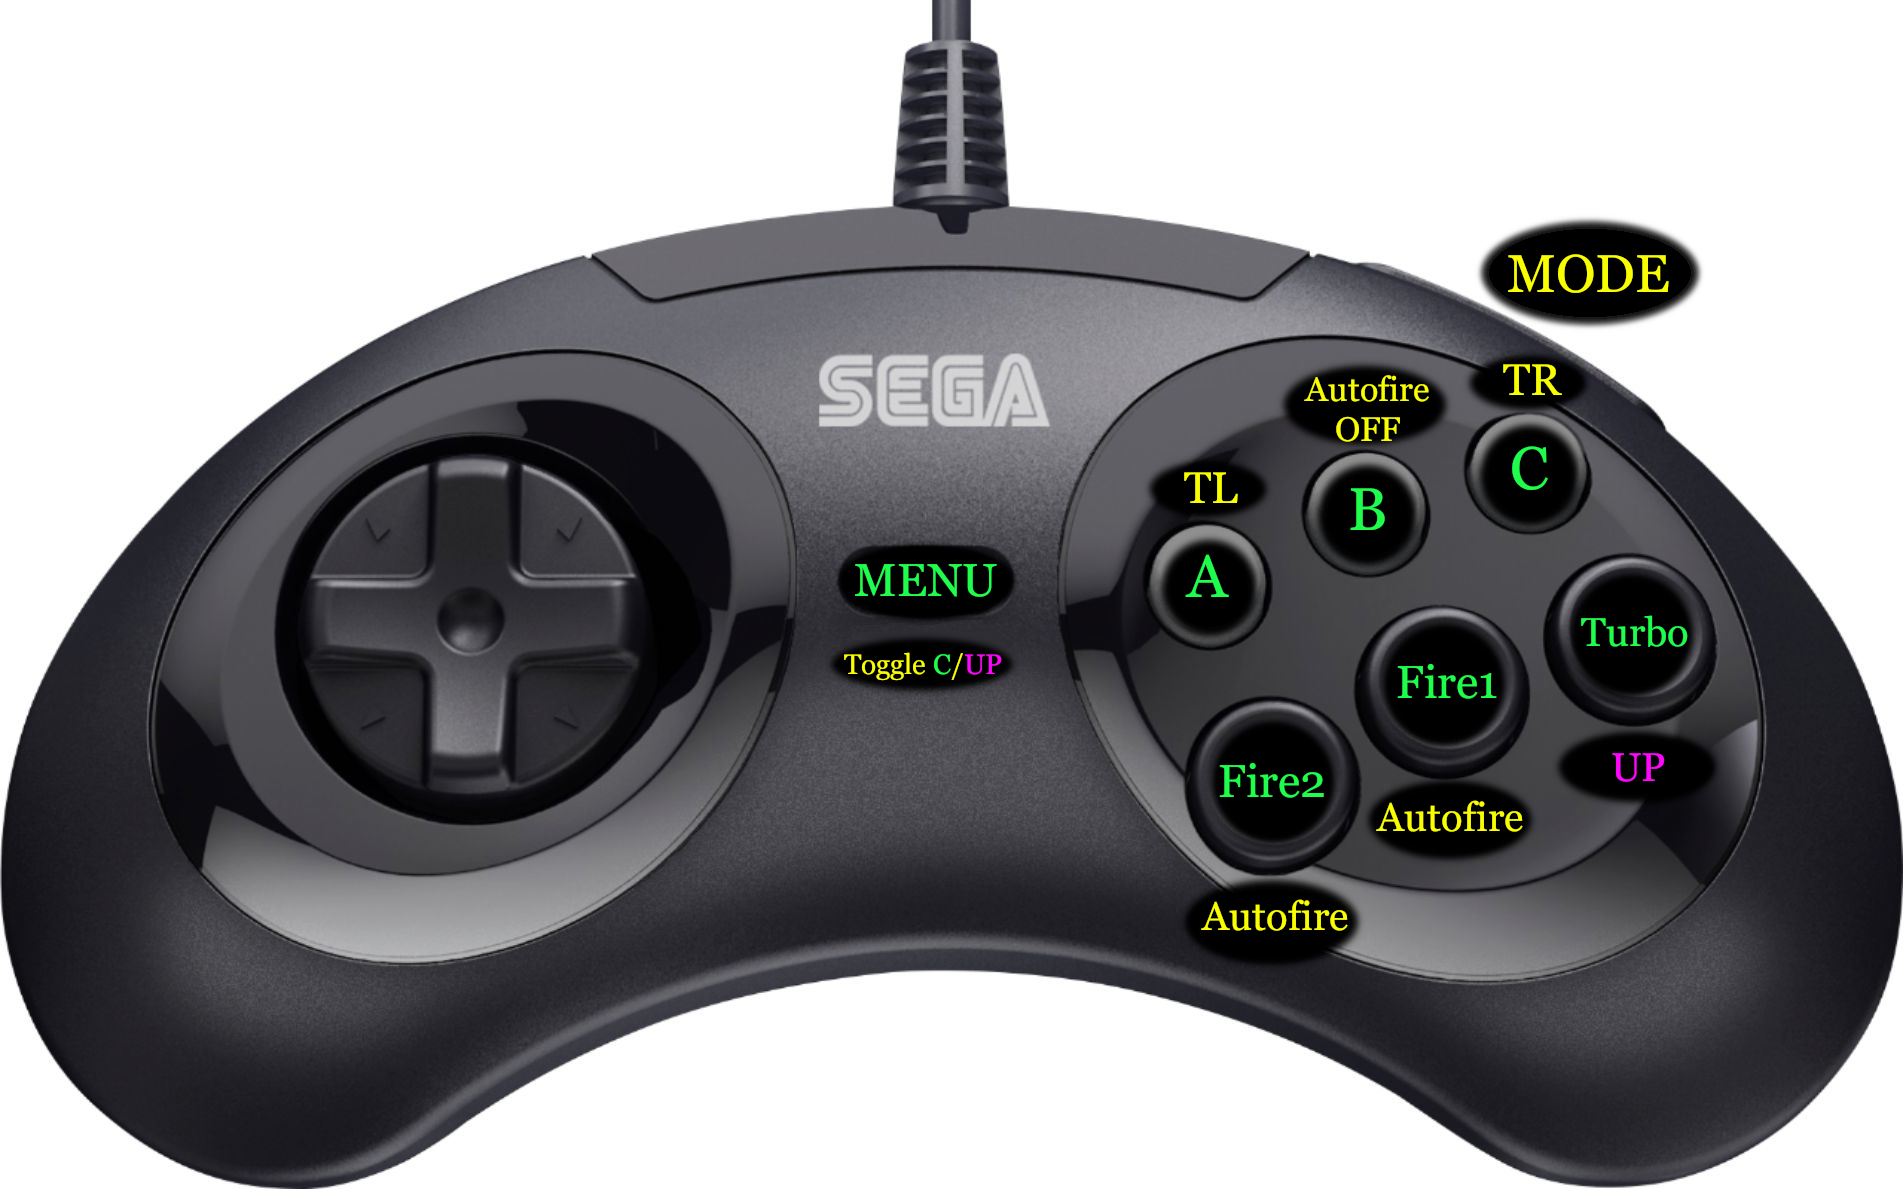 SEGA
MODE
TR
Autofire
OFF
C
TL
B
A
MENU
Toggle C/UP
Turbo
Fire1
UP
Fire2
Autofire
Autofire